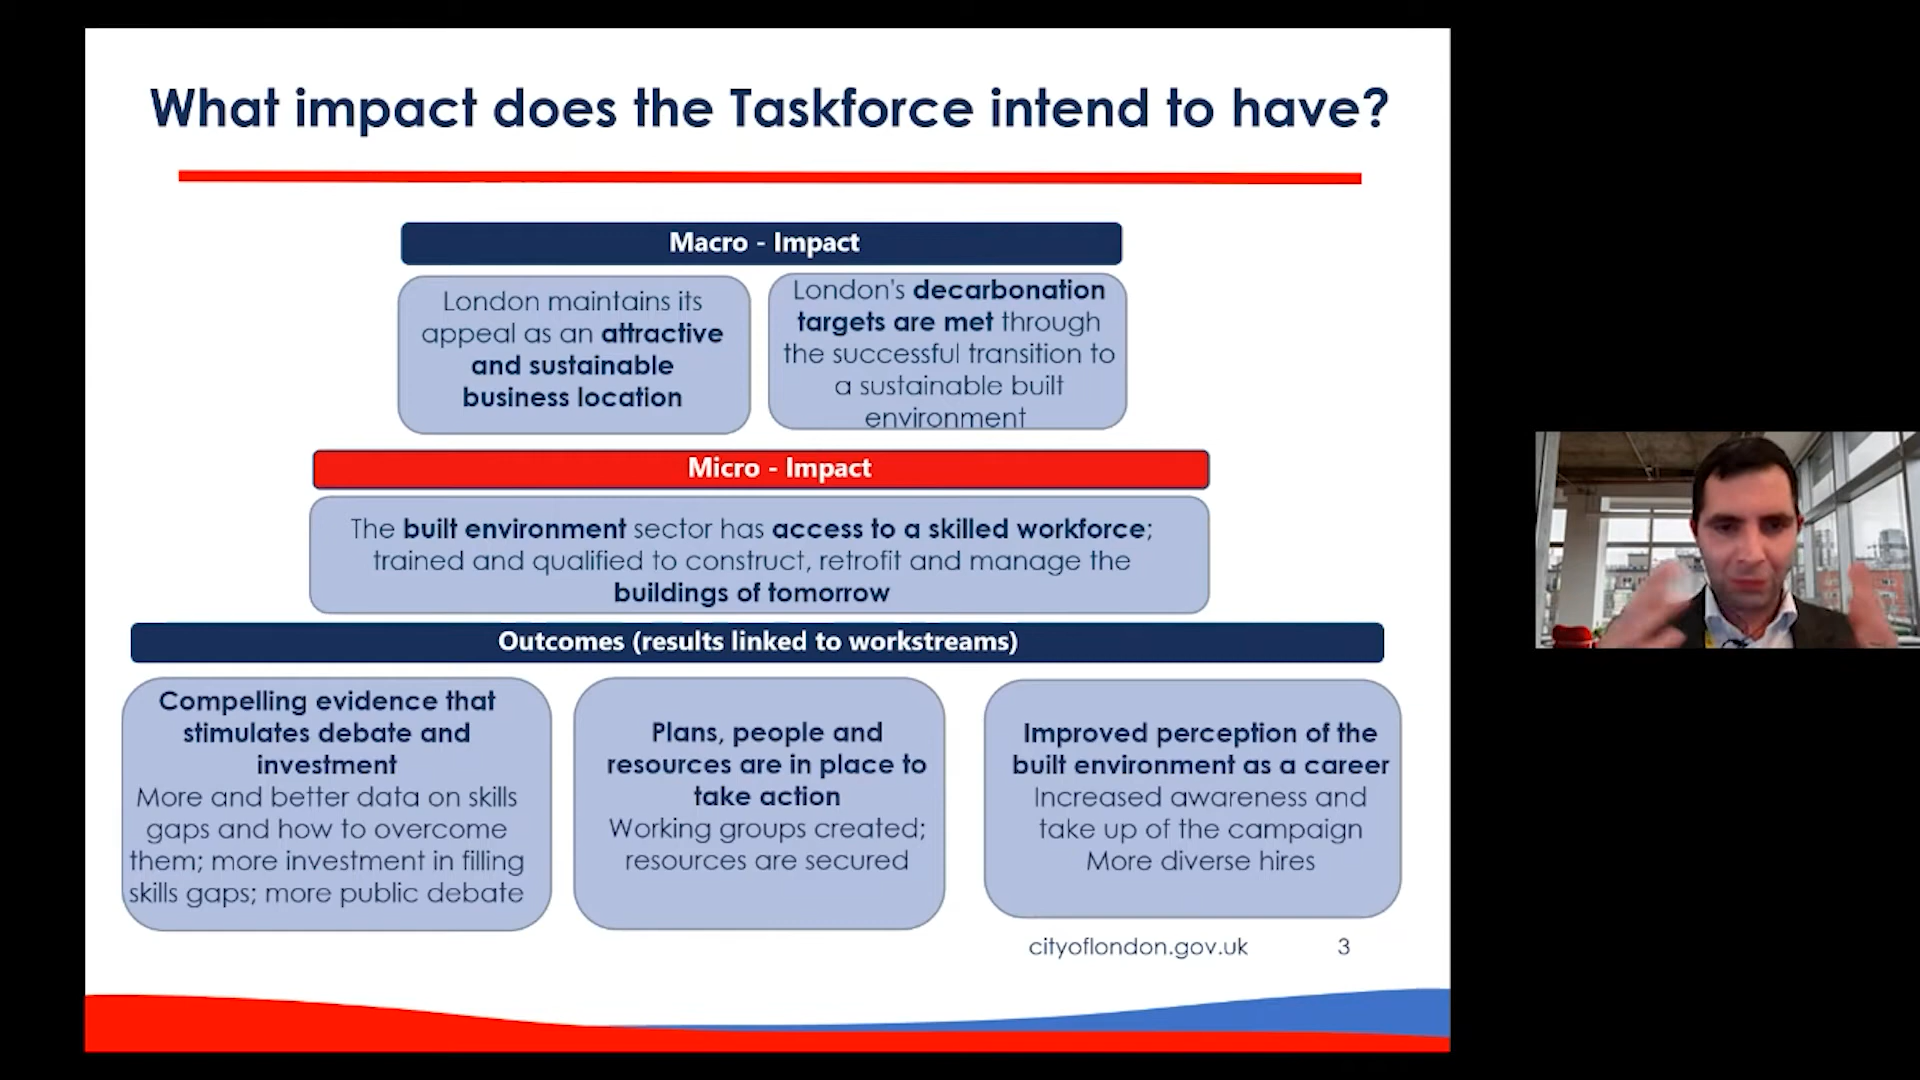 What impact does the Taskforce intend to have?
Macro - Impact
London maintains its
appeal as an attractive
and sustainable
business location
London's decarbonation
targets are met through
the successful transition to
a sustainable built
environment
Micro - Impact
The built environment sector has access to a skilled workforce;
trained and qualified to construct, retrofit and manage the
buildings of tomorrow
Outcomes (results linked to workstreams)
Compelling evidence that
stimulates debate and
investment
More and better data on skills
gaps and how to overcome
them; more investment in filling
skills gaps; more public debate
Plans, people and
resources are in place to
take action
Working groups created;
resources are secured
Improved perception of the
built environment as a career
Increased awareness and
take up of the campaign
More diverse hires
cityoflondon.gov.uk
3